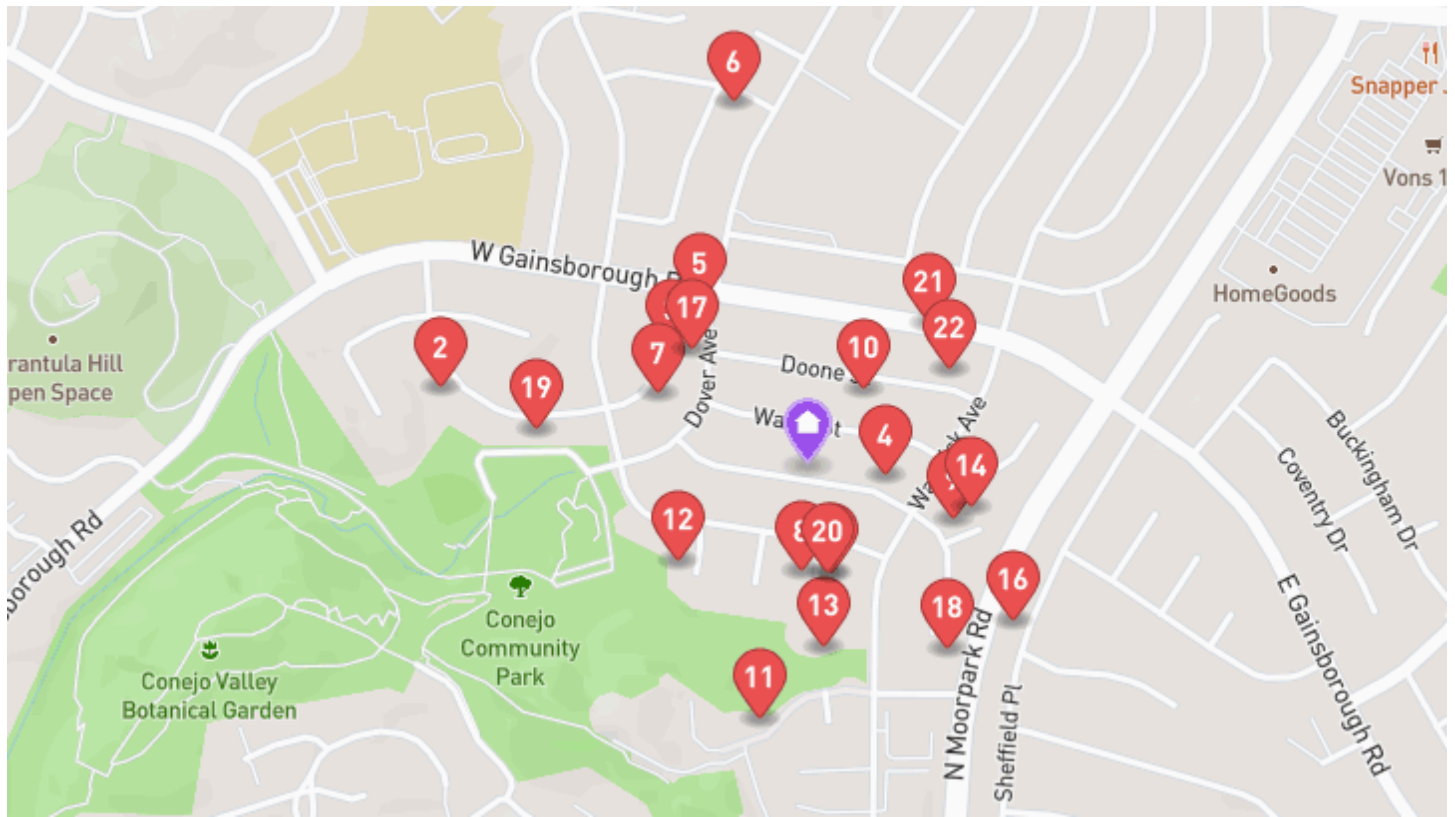 6
Snapper
Vons 1
W Gainsborough
5
21
HomeGoods
17
22
2
7
10
rantula Hill
pen Space
Doone
19
Dover Ave
4
14
Buckingham Dr
Coventry Dr
12
8
20
borough Rd
16
Conejo
Community
Park
13
18
E Gainsborough Rd
Conejo Valley
Botanical Garden
11
N Moorpark Rd
Sheffield Pl